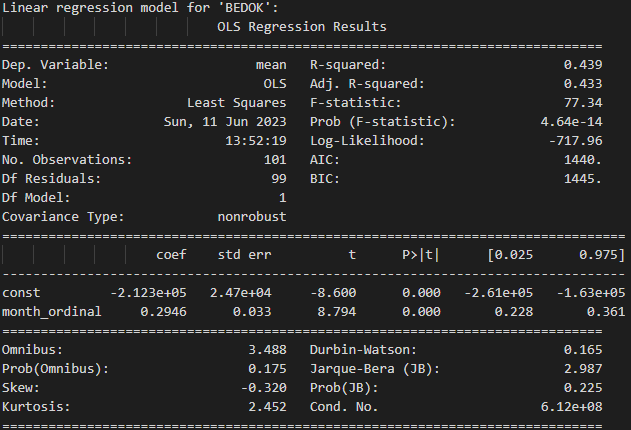 Linear regression model for 'BEDOK':
OLS Regression Results
==============================================================================
Dep. Variable:                   mean   R-squared:                       0.439
Model:                            OLS   Adj. R-squared:                  0.433
Method:                 Least Squares   F-statistic:                     77.34
Date:                Sun, 11 Jun 2023   Prob (F-statistic):           4.64e-14
Time:                        13:52:19   Log-Likelihood:                -717.96
No. Observations:                 101   AIC:                             1440.
Df Residuals:                      99   BIC:                             1445.
Df Model:                           1
Covariance Type:            nonrobust
=================================================================================
                    coef    std err          t      P>|t|      [0.025      0.975]
---------------------------------------------------------------------------------
const         -2.123e+05   2.47e+04     -8.600      0.000   -2.61e+05   -1.63e+05
month_ordinal     0.2946      0.033      8.794      0.000       0.228       0.361
==============================================================================
Omnibus:                        3.488   Durbin-Watson:                   0.165
Prob(Omnibus):                  0.175   Jarque-Bera (JB):                2.987
Skew:                          -0.320   Prob(JB):                        0.225
Kurtosis:                       2.452   Cond. No.                     6.12e+08
==============================================================================